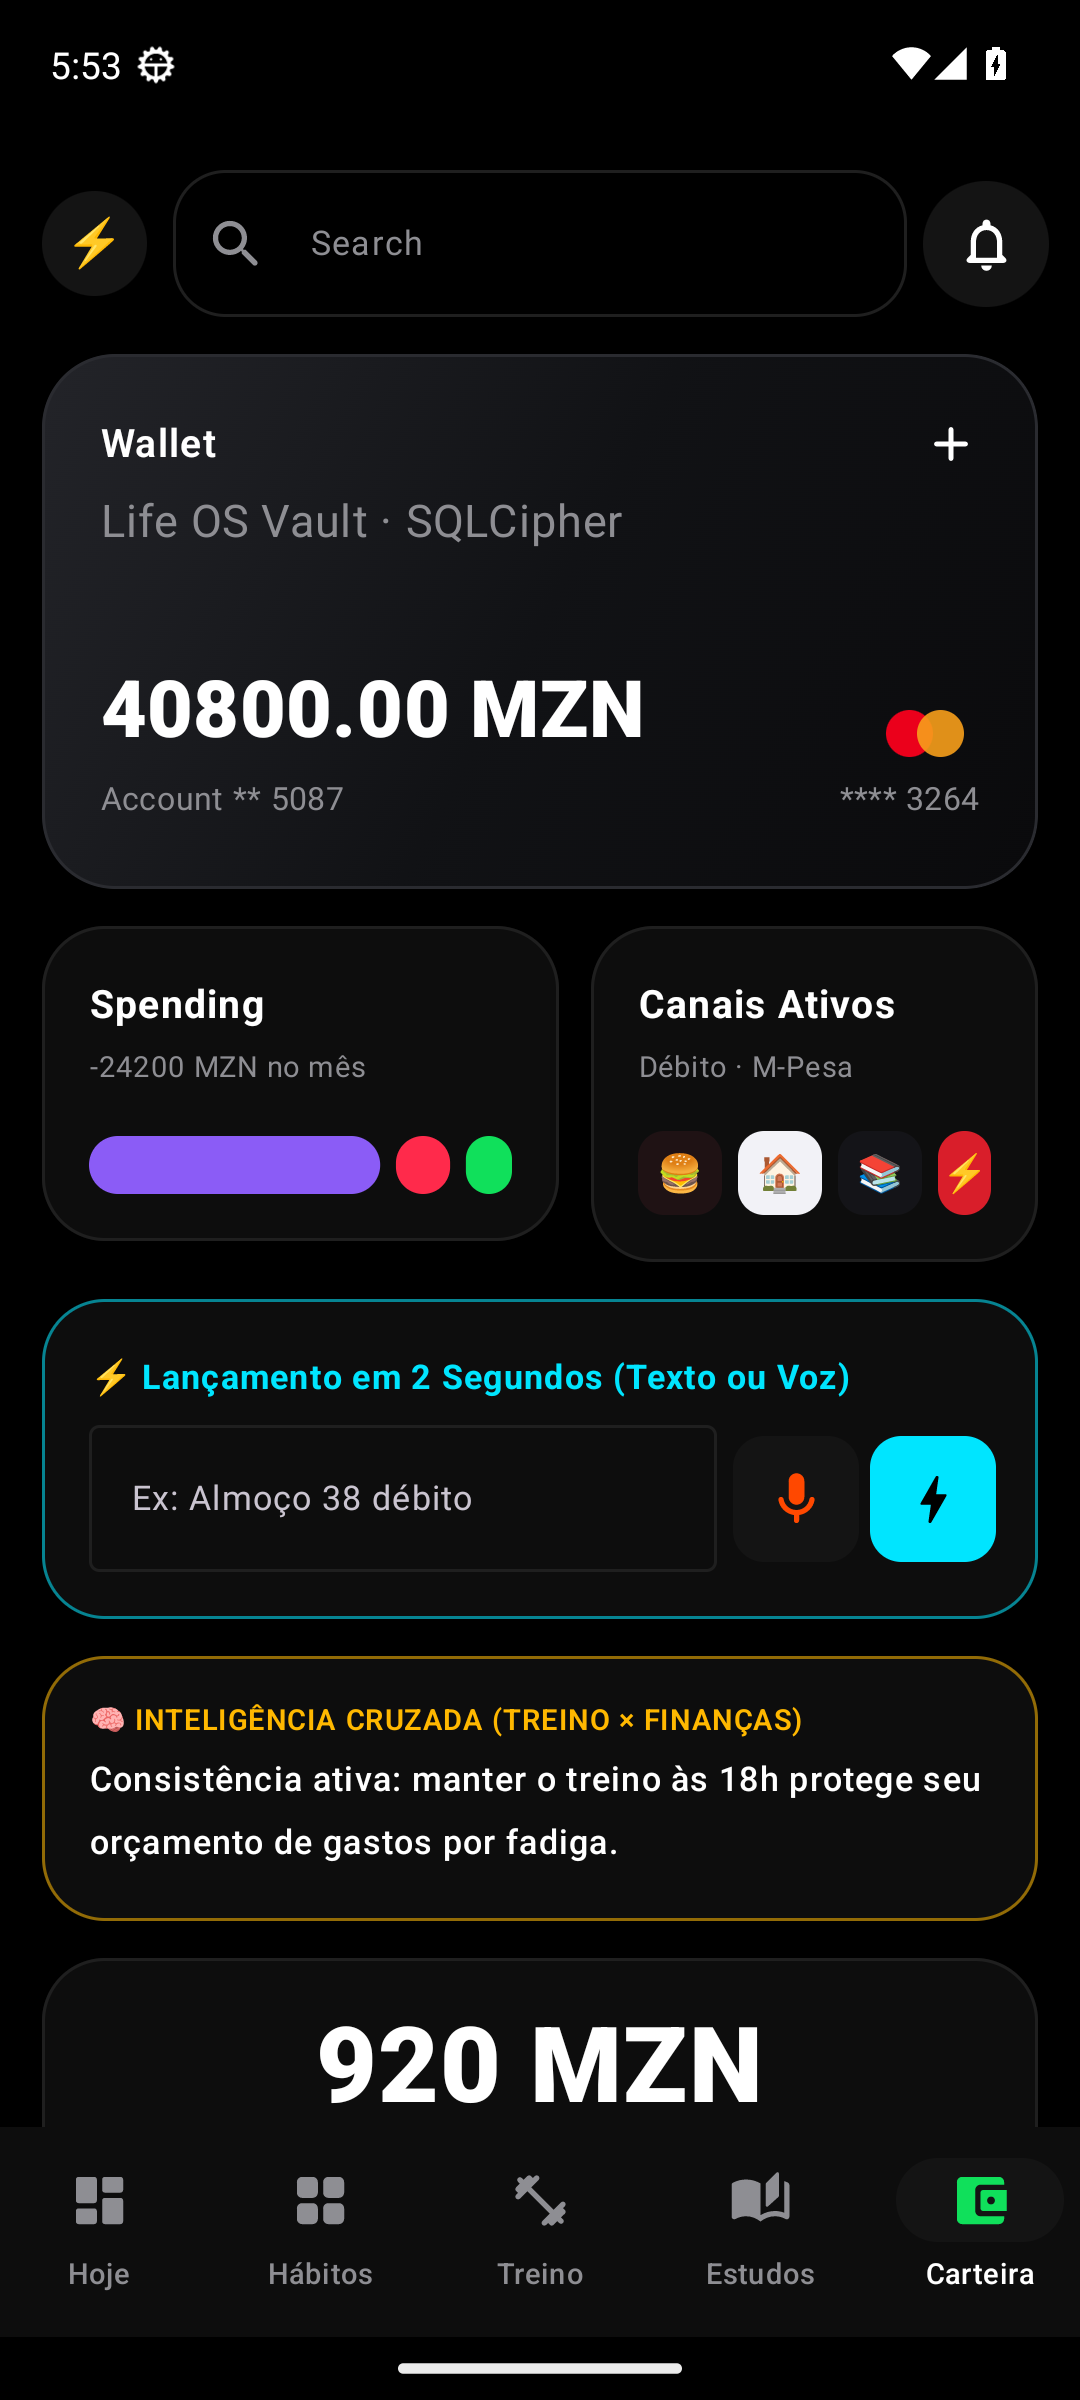 5:53
Search
Wallet
Life OS Vault · SQLCipher
40800.00 MZN
Account ** 5087
**** 3264
Spending
-24200 MZN no mês
Canais Ativos
Débito · M-Pesa
⚡ Lançamento em 2 Segundos (Texto ou Voz)
Ex: Almoço 38 débito
🧠 INTELIGÊNCIA CRUZADA (TREINO × FINANÇAS)
Consistência ativa: manter o treino às 18h protege seu
orçamento de gastos por fadiga.
920 MZN
Hoje
Hábitos
Treino
Estudos
Carteira